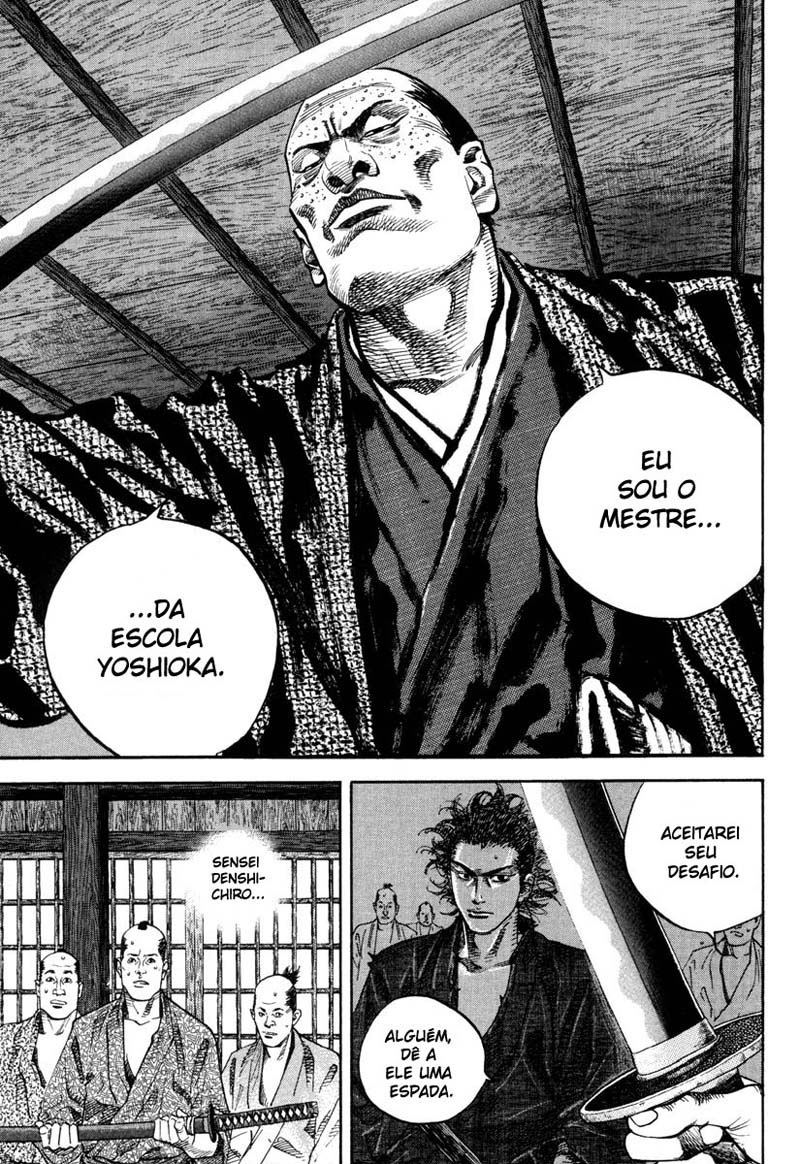 EU
SOU O
MESTRE...
...DA
ESCOLA
YOSHIOKA.
ACEITAREI
SEU
DESAFIO.
ALGUÉM,
DÊ A
ELE UMA
ESPADA.
SENSEI
DENSHI-
CHIRO...